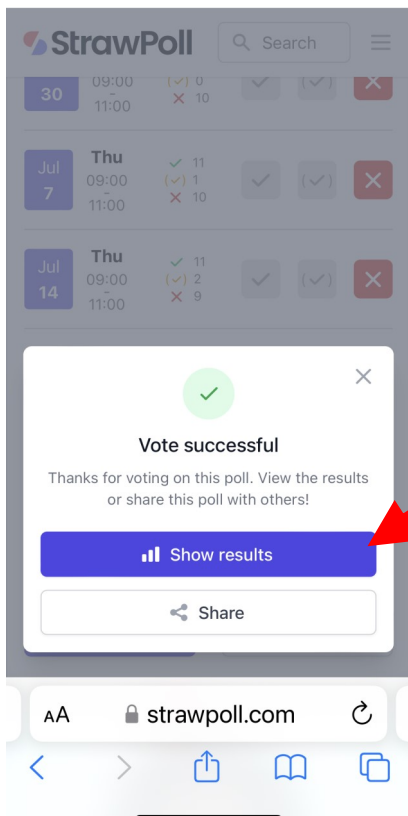 StrawPoll
Search
30
09:00
-
11:00
(✓) 0
✕ 10
(✓)
Jul
7
Thu
09:00
-
11:00
✓ 11
(✓) 1
✕ 10
(✓)
Jul
14
Thu
09:00
-
11:00
✓ 11
(✓) 2
✕ 9
(✓)
Vote successful
Thanks for voting on this poll. View the results
or share this poll with others!
Show results
Share
AA
strawpoll.com